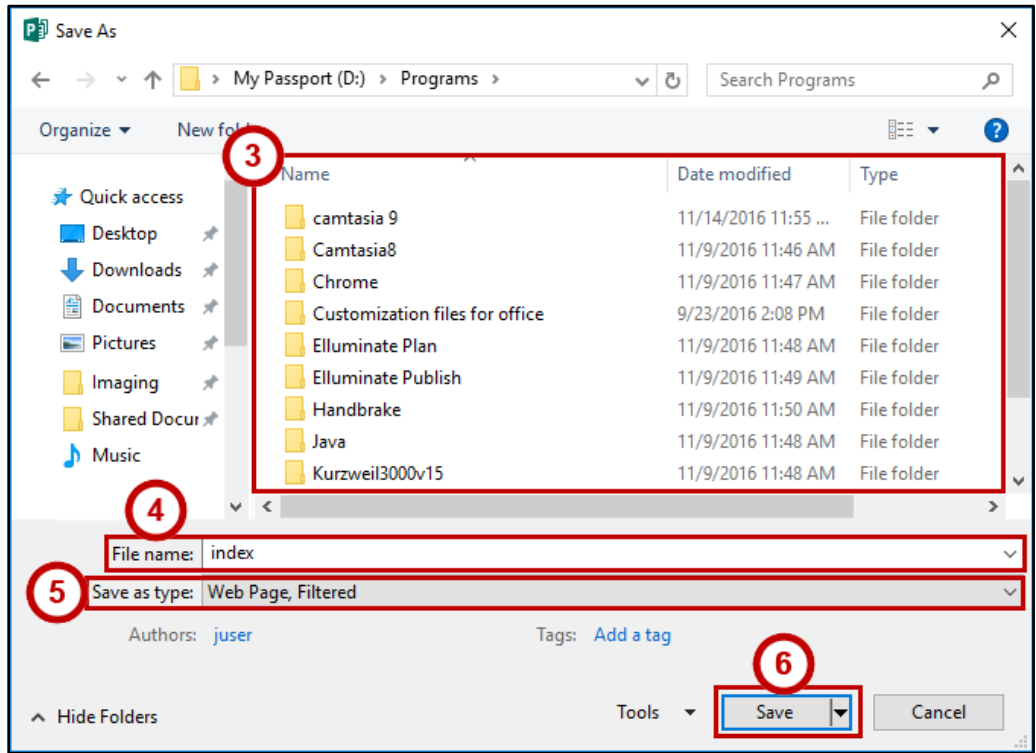 Save As
My Passport (D:) > Programs >
Search Programs
Organize
New fol
3
Name Date modified Type
Quick access
Desktop
Downloads
Documents
Pictures
Imaging
Shared Docur
Music
camtasia 9 11/14/2016 11:55 ... File folder
Camtasia8 11/9/2016 11:46 AM File folder
Chrome 11/9/2016 11:47 AM File folder
Customization files for office 9/23/2016 2:08 PM File folder
Elluminate Plan 11/9/2016 11:48 AM File folder
Elluminate Publish 11/9/2016 11:49 AM File folder
Handbrake 11/9/2016 11:50 AM File folder
Java 11/9/2016 11:48 AM File folder
Kurzweil3000v15 11/9/2016 11:48 AM File folder
4
File name: index
5
Save as type: Web Page, Filtered
Authors: juser Tags: Add a tag
6
Hide Folders
Tools Save Cancel